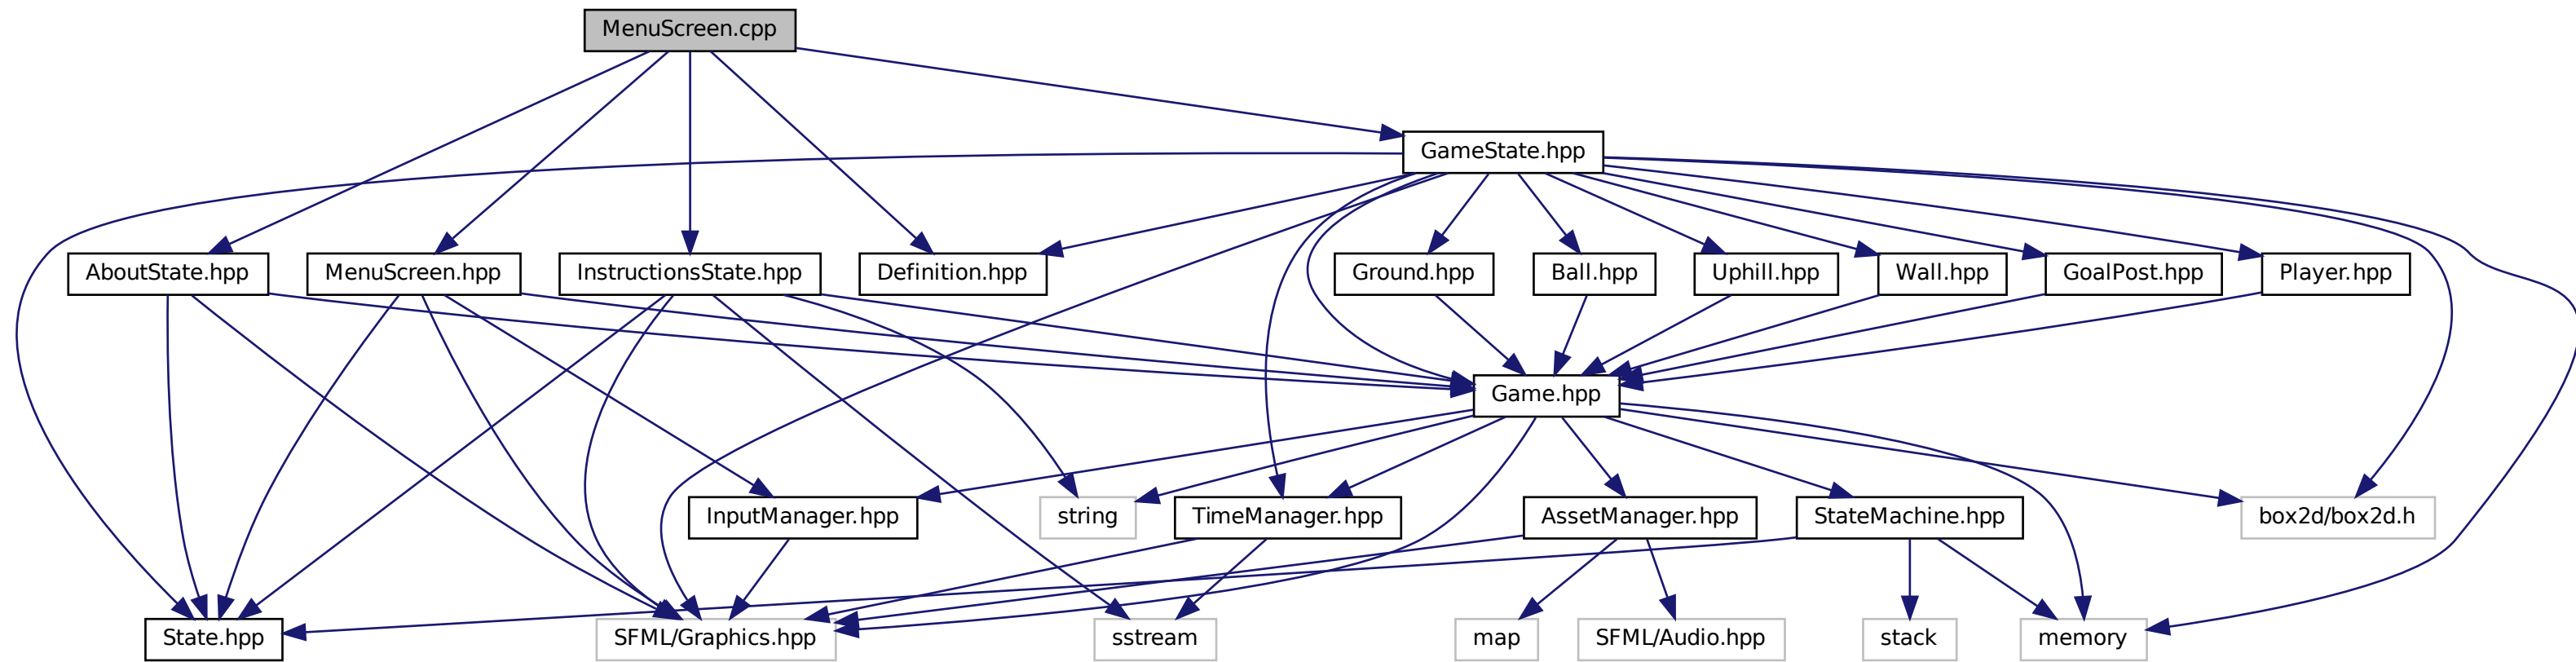 MenuScreen.cpp
GameState.hpp
AboutState.hpp
MenuScreen.hpp
InstructionsState.hpp
Definition.hpp
Ground.hpp
Ball.hpp
Uphill.hpp
Wall.hpp
GoalPost.hpp
Player.hpp
Game.hpp
InputManager.hpp
string
TimeManager.hpp
AssetManager.hpp
StateMachine.hpp
box2d/box2d.h
State.hpp
SFML/Graphics.hpp
sstream
map
SFML/Audio.hpp
stack
memory